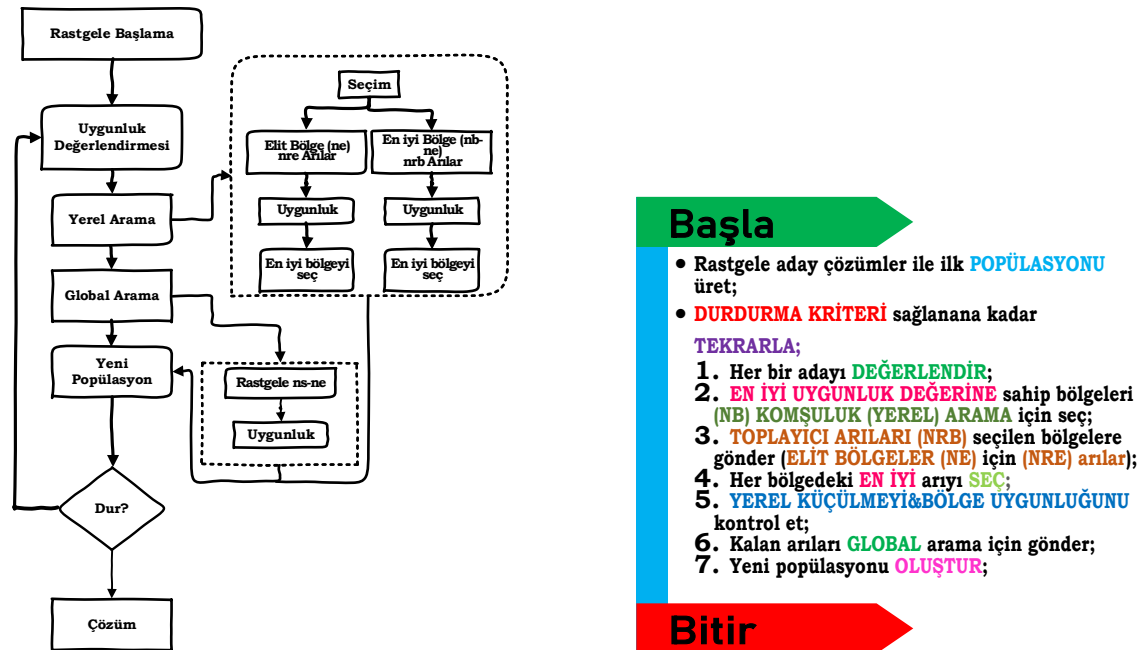 Rastgele Başlama
Uygunluk
Değerlendirmesi
Yerel Arama
Global Arama
Yeni
Popülasyon
Dur?
Çözüm
Seçim
Elit Bölge (ne)
nre Arılar
En iyi Bölge (nb-
ne)
nrb Arılar
Uygunluk
Uygunluk
En iyi bölgeyi
seç
En iyi bölgeyi
seç
Rastgele ns-ne
Uygunluk
Başla
• Rastgele aday çözümler ile ilk POPÜLASYONU
üret;
• DURDURMA KRİTERİ sağlanana kadar
TEKRARLA;
1. Her bir adayı DEĞERLENDİR;
2. EN İYİ UYGUNLUK DEĞERİNE sahip bölgeleri
(NB) KOMŞULUK (YEREL) ARAMA için seç;
3. TOPLAYICI ARILARI (NRB) seçilen bölgelere
gönder (ELİT BÖLGELER (NE) için (NRE) arılar);
4. Her bölgedeki EN İYİ arıyı SEÇ;
5. YEREL KÜÇÜLMEYİ&BÖLGE UYGUNLUĞUNU
kontrol et;
6. Kalan arıları GLOBAL arama için gönder;
7. Yeni popülasyonu OLUŞTUR;
Bitir